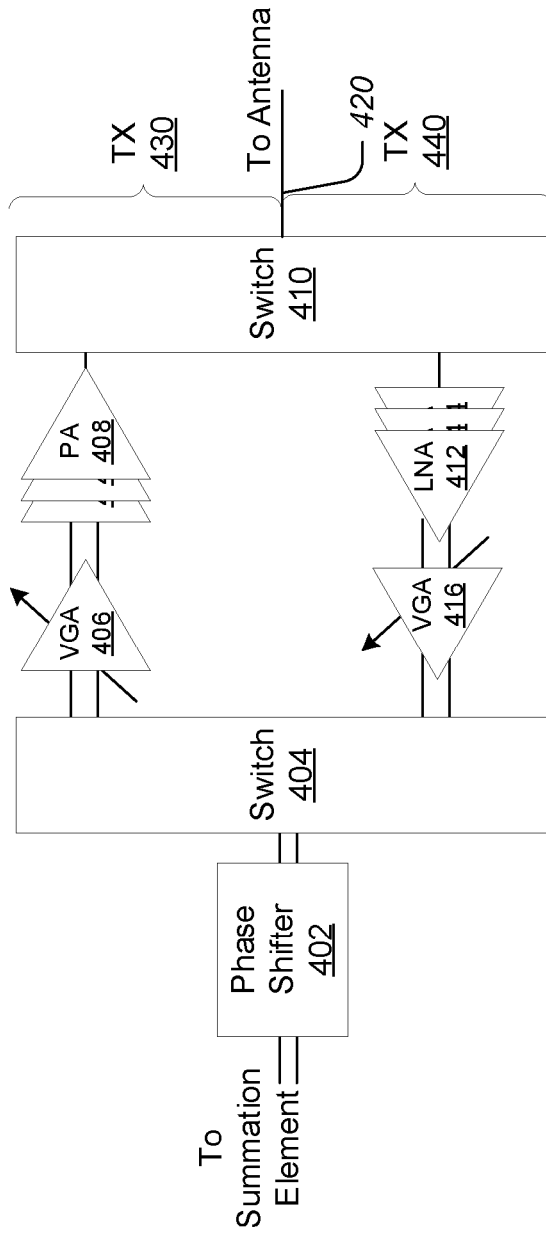 To
Summation
Element
Phase
Shifter
402
Switch
404
VGA
406
PA
408
VGA
416
LNA
412
Switch
410
TX
430
To Antenna
420
TX
440